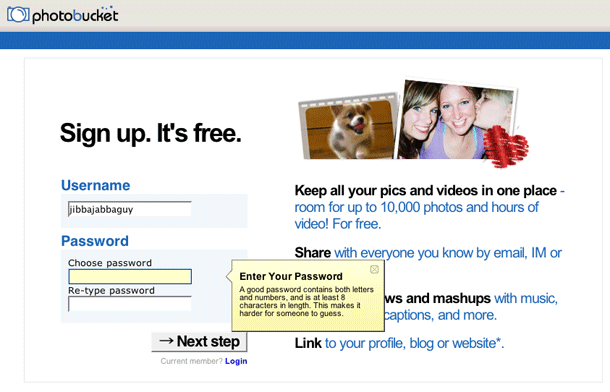 photobucket
Sign up. It's free.
Username
jibbajabbaguy
Password
Choose password
Re-type password
Enter Your Password
A good password contains both letters
and numbers, and is at least 8
characters in length. This makes it
harder for someone to guess.
→ Next step
Current member? Login
Keep all your pics and videos in one place -
room for up to 10,000 photos and hours of
video! For free.
Share with everyone you know by email, IM or
and mashups with music,
captions, and more.
Link to your profile, blog or website*.